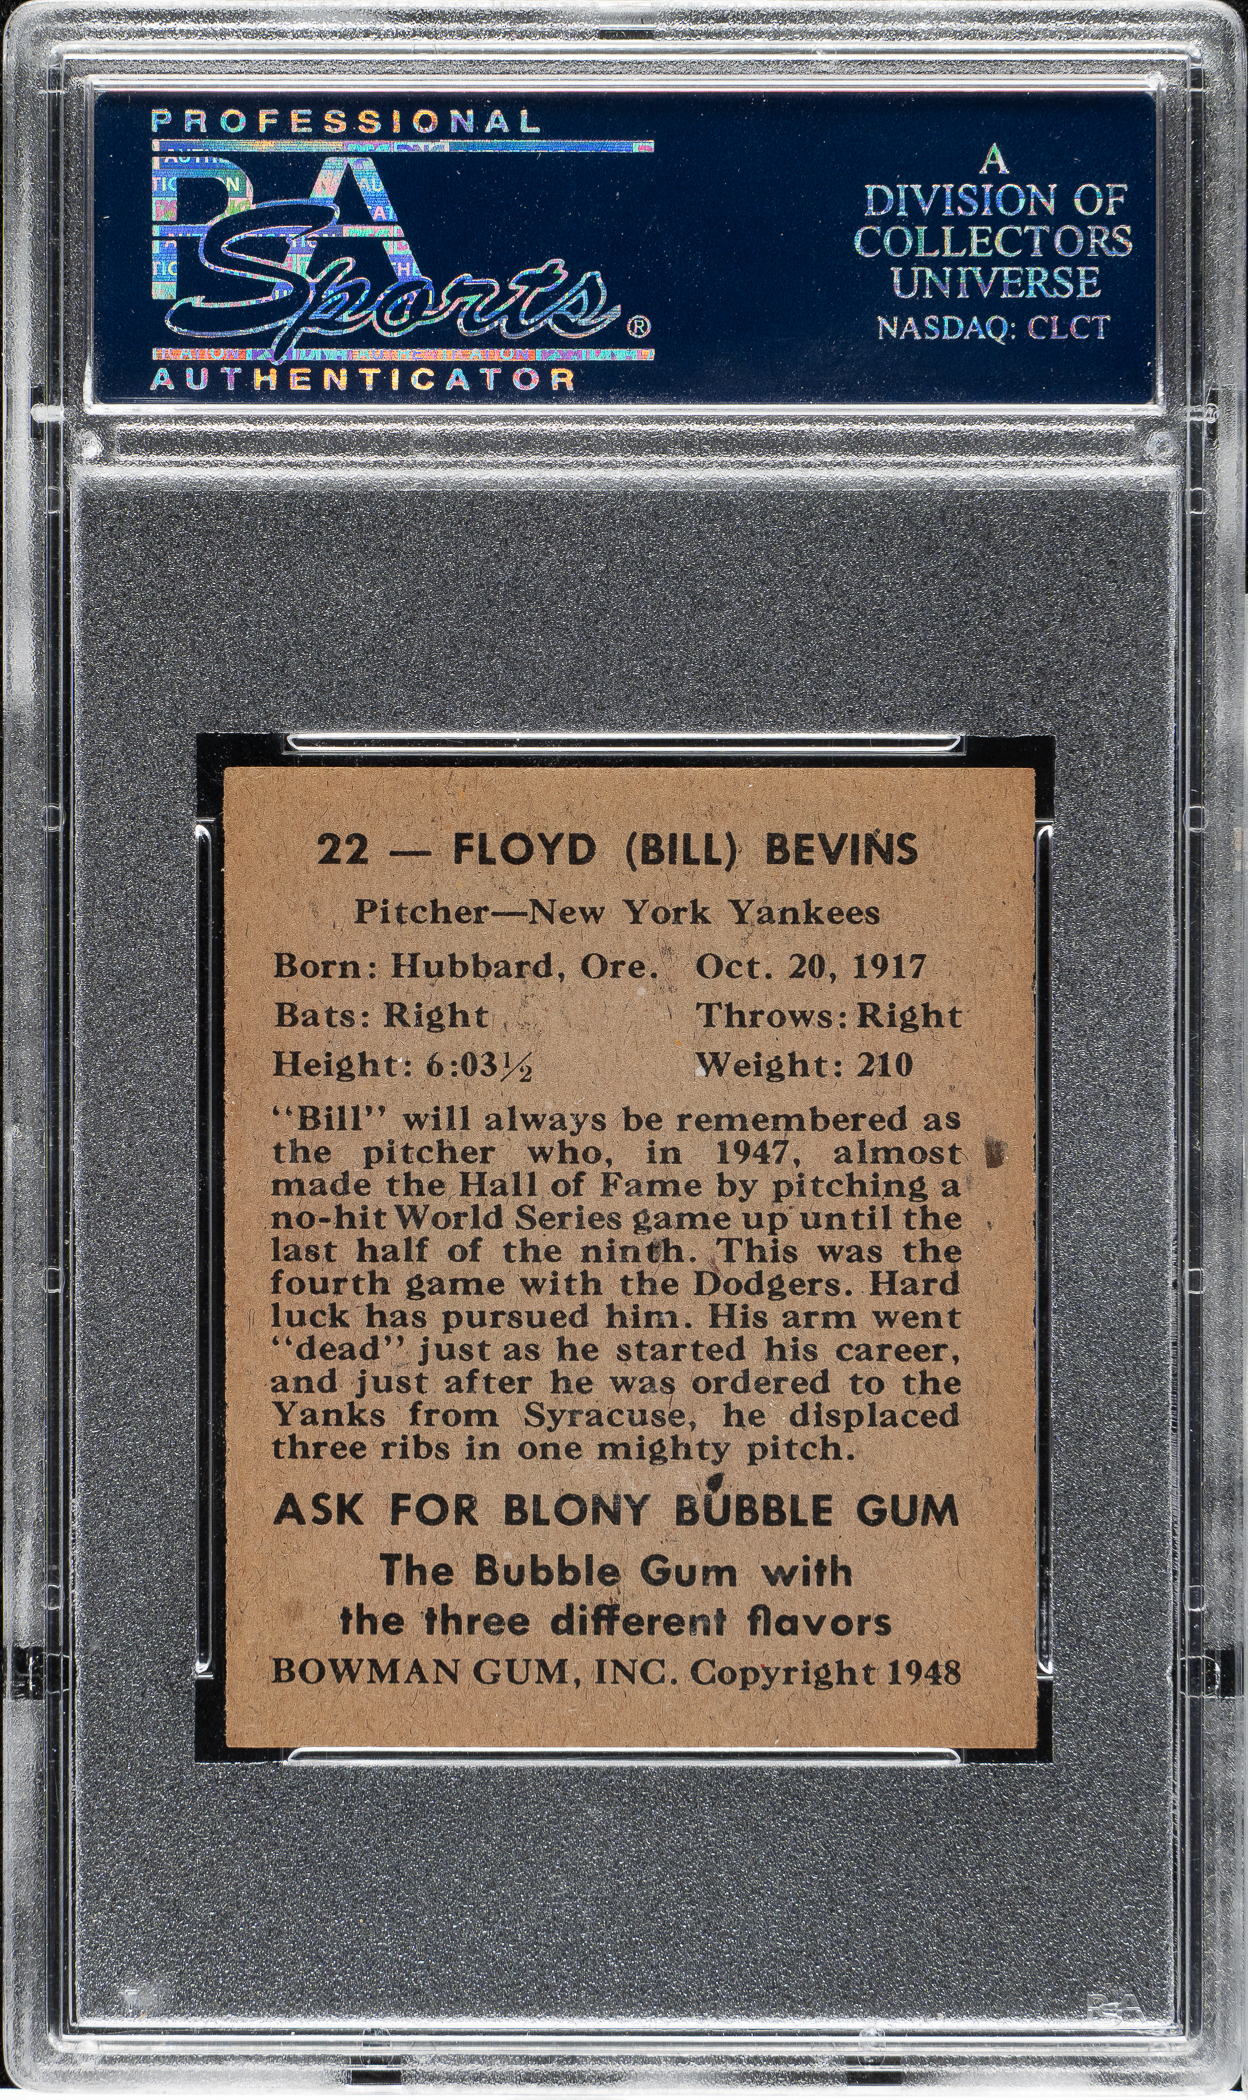 PROFESSIONAL
PSA
Sports®
AUTHENTICATOR
A
DIVISION OF
COLLECTORS
UNIVERSE
NASDAQ: CLCT
22 — FLOYD (BILL) BEVINS
Pitcher—New York Yankees
Born: Hubbard, Ore. Oct. 20, 1917
Bats: Right Throws: Right
Height: 6:03½ Weight: 210
“Bill” will always be remembered as
the pitcher who, in 1947, almost
made the Hall of Fame by pitching a
no-hit World Series game up until the
last half of the ninth. This was the
fourth game with the Dodgers. Hard
luck has pursued him. His arm went
“dead” just as he started his career,
and just after he was ordered to the
Yanks from Syracuse, he displaced
three ribs in one mighty pitch.
ASK FOR BLONY BUBBLE GUM
The Bubble Gum with
the three different flavors
BOWMAN GUM, INC. Copyright 1948
PSA